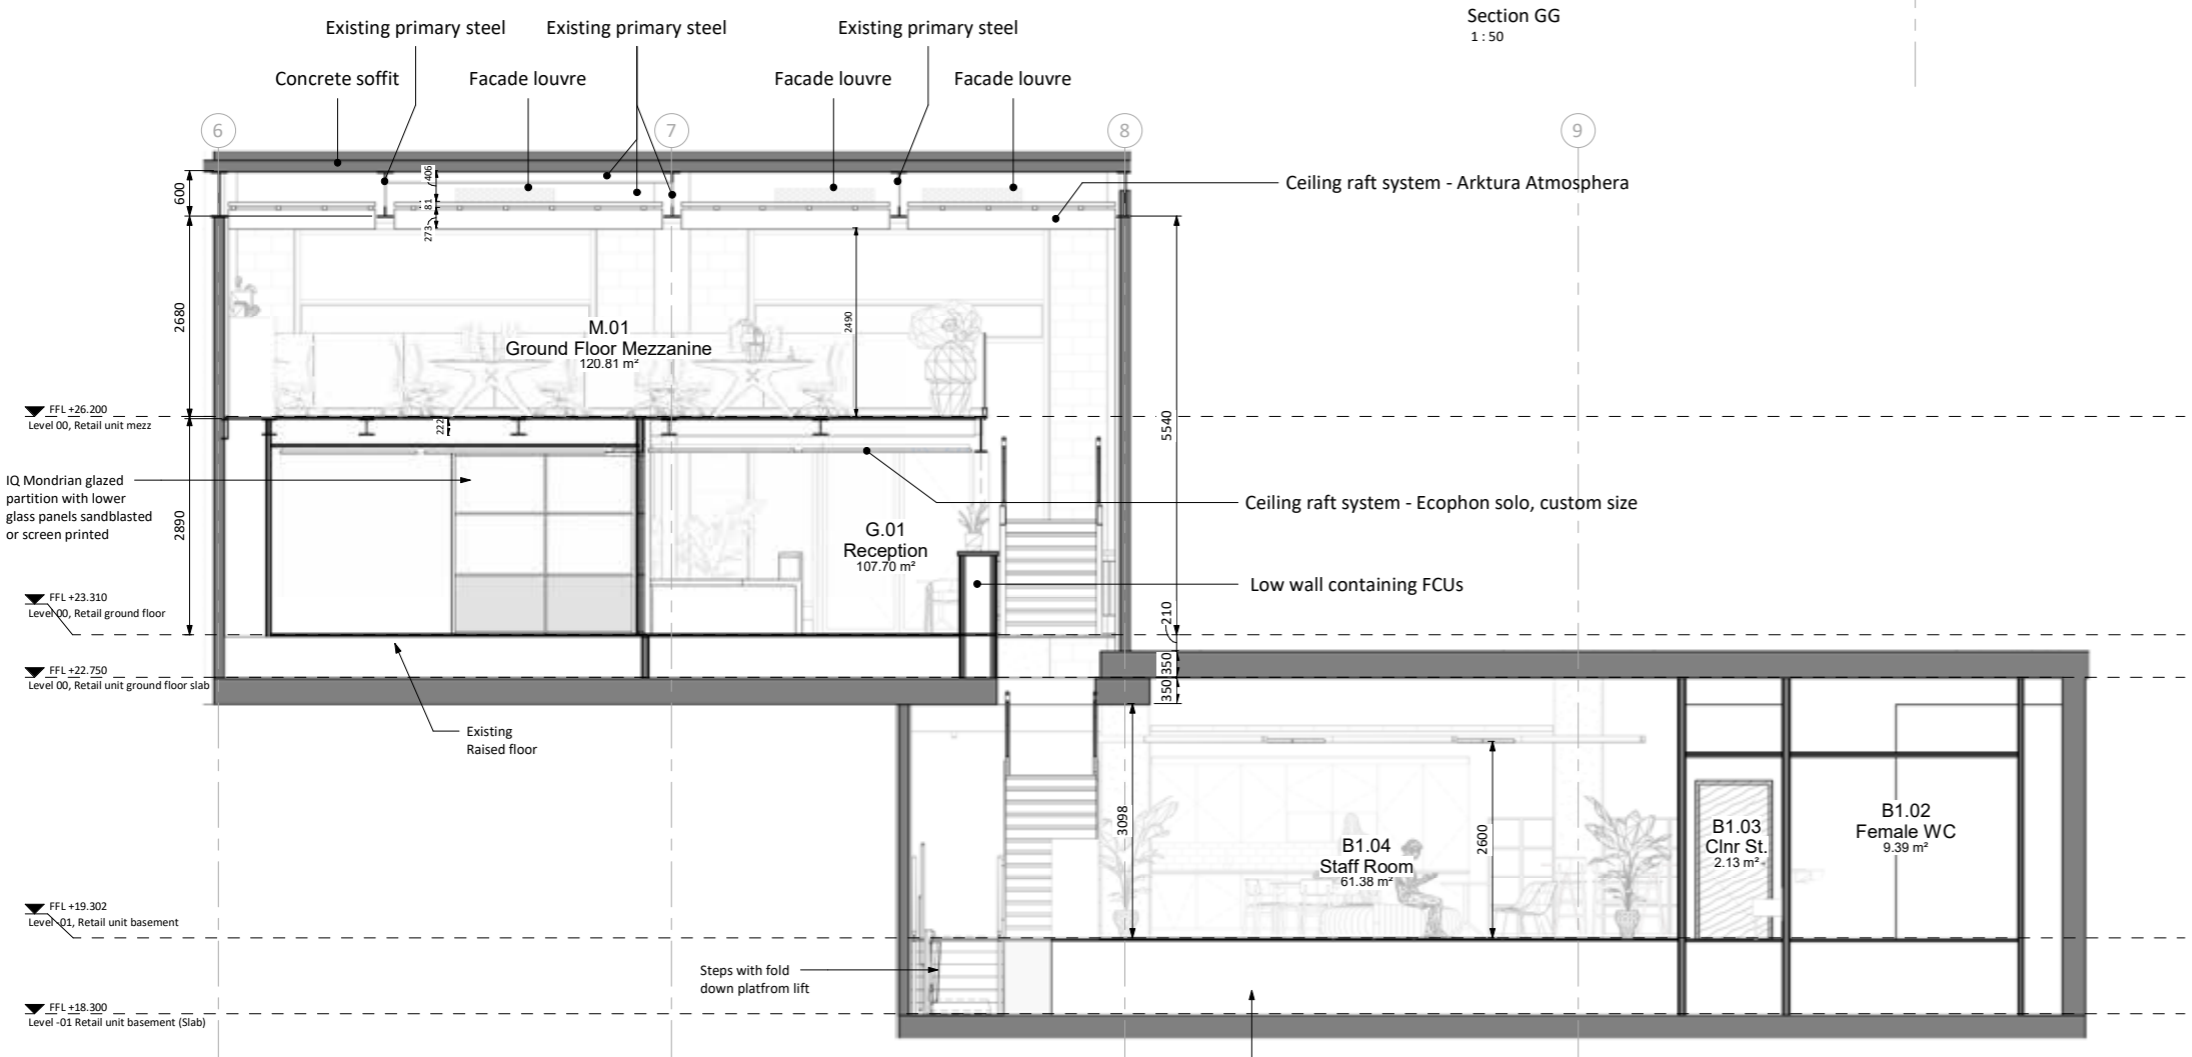 Section GG
1 : 50
Existing primary steel
Existing primary steel
Existing primary steel
Concrete soffit
Facade louvre
Facade louvre
Facade louvre
6
7
8
9
600
406
81
273
Ceiling raft system - Arktura Atmosphera
2680
2490
M.01
Ground Floor Mezzanine
120.81 m²
FFL +26.200
Level 00, Retail unit mezz
222
5540
IQ Mondrian glazed
partition with lower
glass panels sandblasted
or screen printed
2890
Ceiling raft system - Ecophon solo, custom size
G.01
Reception
107.70 m²
Low wall containing FCUs
FFL +23.310
Level 00, Retail ground floor
210
350
350
FFL +22.750
Level 00, Retail unit ground floor slab
Existing
Raised floor
3098
2600
B1.04
Staff Room
61.38 m²
B1.03
Clnr St.
2.13 m²
B1.02
Female WC
9.39 m²
FFL +19.302
Level -01, Retail unit basement
Steps with fold
down platfrom lift
FFL +18.300
Level -01 Retail unit basement (Slab)